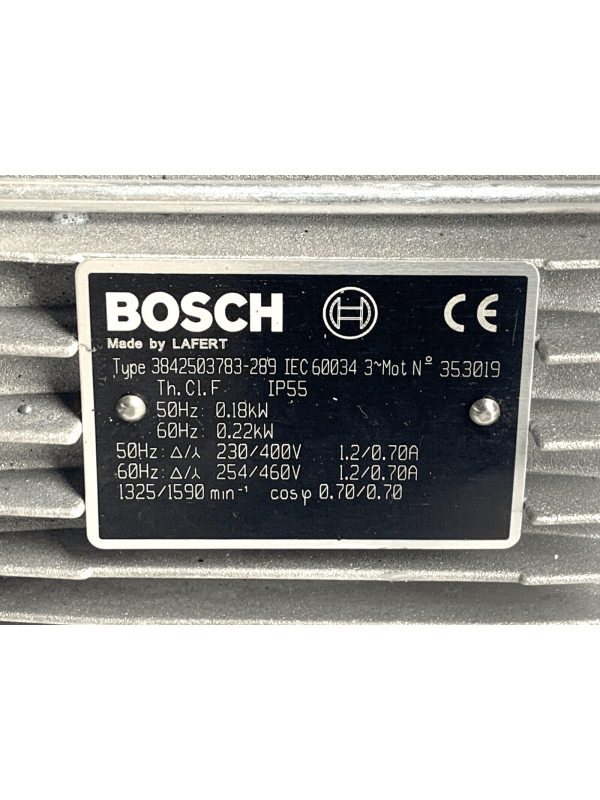 BOSCH CE
Made by LAFERT
Type 3842503783-289 IEC 60034 3~Mot Nº 353019
Th. Cl. F IP55
50Hz: 0.18kW
60Hz: 0.22kW
50Hz: Δ/⅄ 230/400V 1.2/0.70A
60Hz: Δ/⅄ 254/460V 1.2/0.70A
1325/1590 min⁻¹ cosφ 0.70/0.70